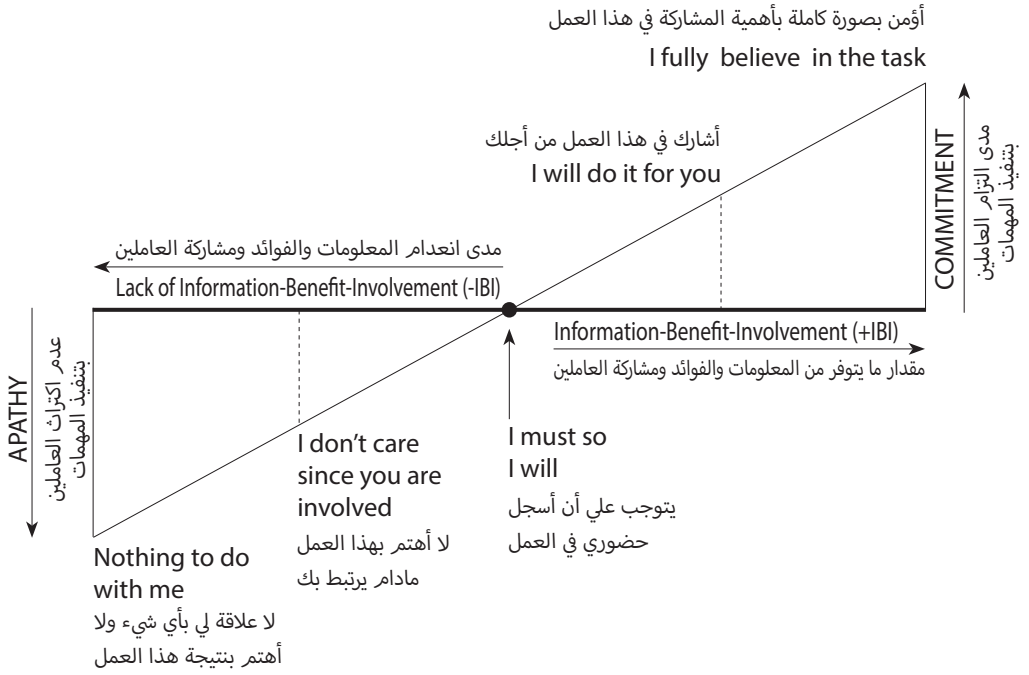 أؤمن بصورة كاملة بأهمية المشاركة في هذا العمل
I fully believe in the task
أشارك في هذا العمل من أجلك
I will do it for you
COMMITMENT
مدى التزام العاملين
بتنفيذ المهمات
مدى انعدام المعلومات والفوائد ومشاركة العاملين
Lack of Information-Benefit-Involvement (-IBI)
Information-Benefit-Involvement (+IBI)
مقدار ما يتوفر من المعلومات والفوائد ومشاركة العاملين
APATHY
عدم اكتراث العاملين
بتنفيذ المهمات
I don't care
since you are
involved
لا أهتم بهذا العمل
مادام يرتبط بك
I must so
I will
يتوجب علي أن أسجل
حضوري في العمل
Nothing to do
with me
لا علاقة لي بأي شيء ولا
أهتم بنتيجة هذا العمل